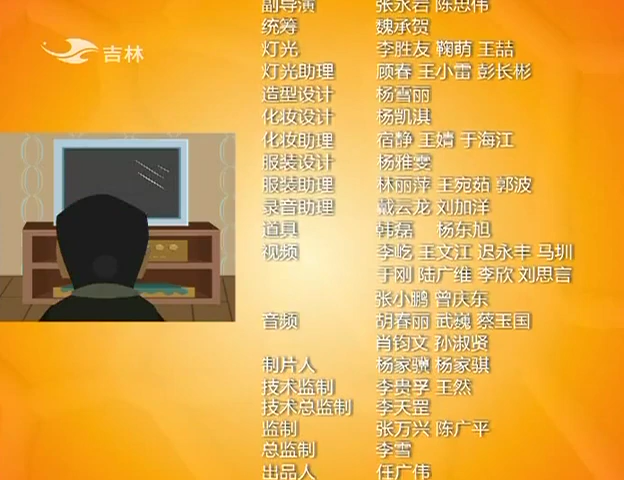 副导演 张永岩 陈忠伟
吉林
统筹 魏承贺
灯光 李胜友 鞠萌 王喆
灯光助理 顾春 王小雷 彭长彬
造型设计 杨雪丽
化妆设计 杨凯淇
化妆助理 宿静 王婧 于海江
服装设计 杨雅雯
服装助理 林丽萍 王宛茹 郭波
录音助理 戴云龙 刘加洋
道具 韩磊 杨东旭
视频 李屹 王文江 迟永丰 马圳
于刚 陆广维 李欣 刘思言
张小鹏 曾庆东
音频 胡春丽 武巍 蔡玉国
肖钧文 孙淑贤
制片人 杨家骥 杨家骐
技术监制 李贵孚 王然
技术总监制 李天罡
监制 张万兴 陈广平
总监制 李雪
出品人 任广伟